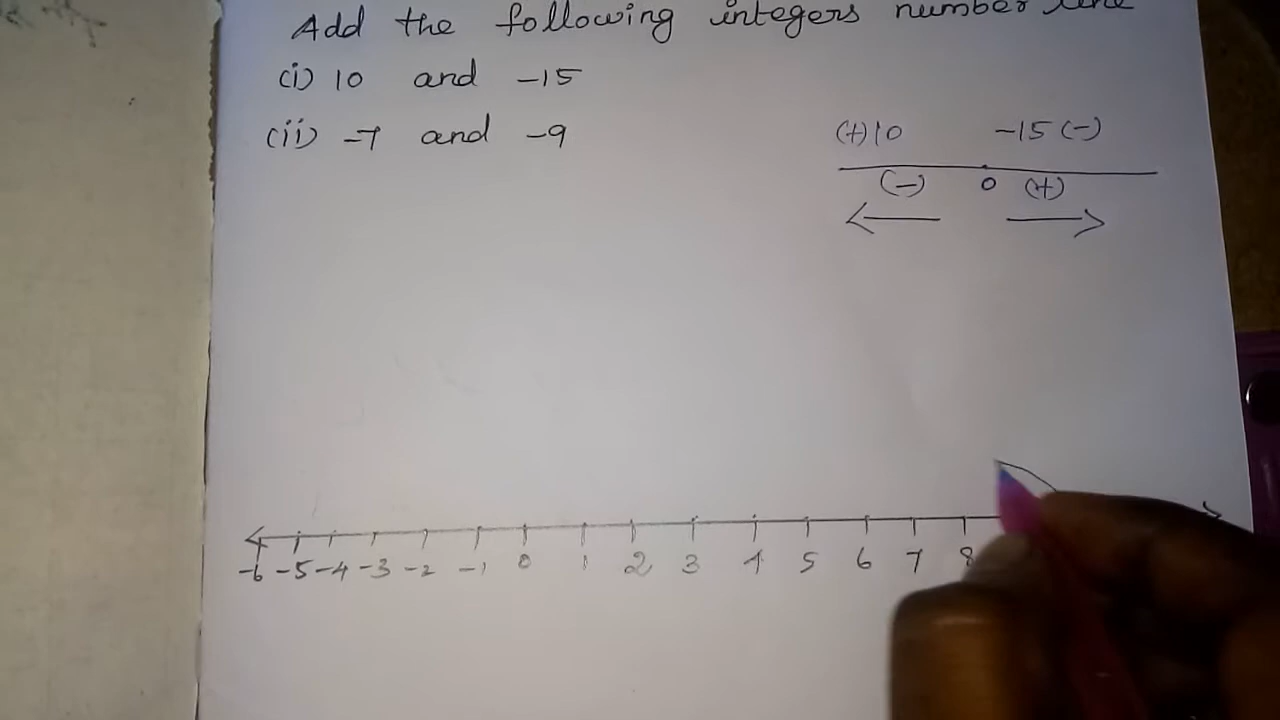 Add the following integers number line
(i) 10 and -15
(ii) -7 and -9
(+)10 -15(-)
(-) 0 (+)
-6 -5 -4 -3 -2 -1 0 1 2 3 4 5 6 7 8